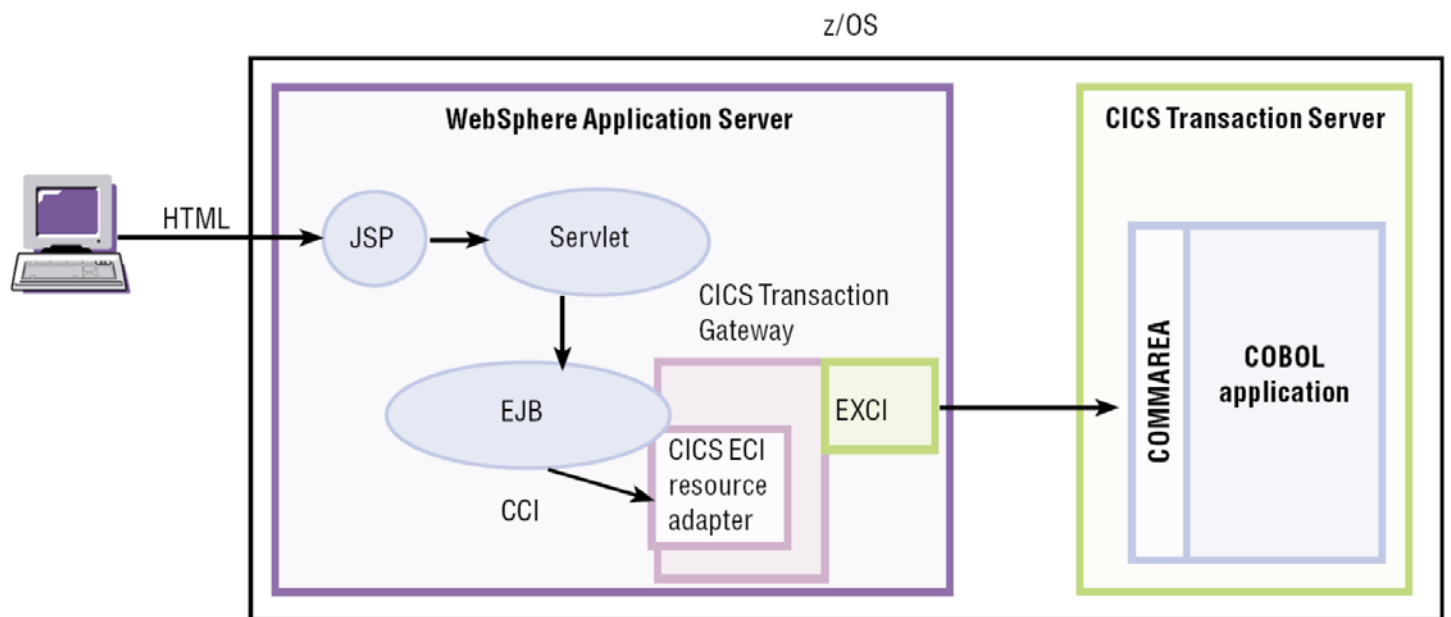 z/OS
WebSphere Application Server
CICS Transaction Server
HTML
JSP
Servlet
CICS Transaction
Gateway
EJB
EXCI
CICS ECI
resource
adapter
CCI
COMMAREA
COBOL
application